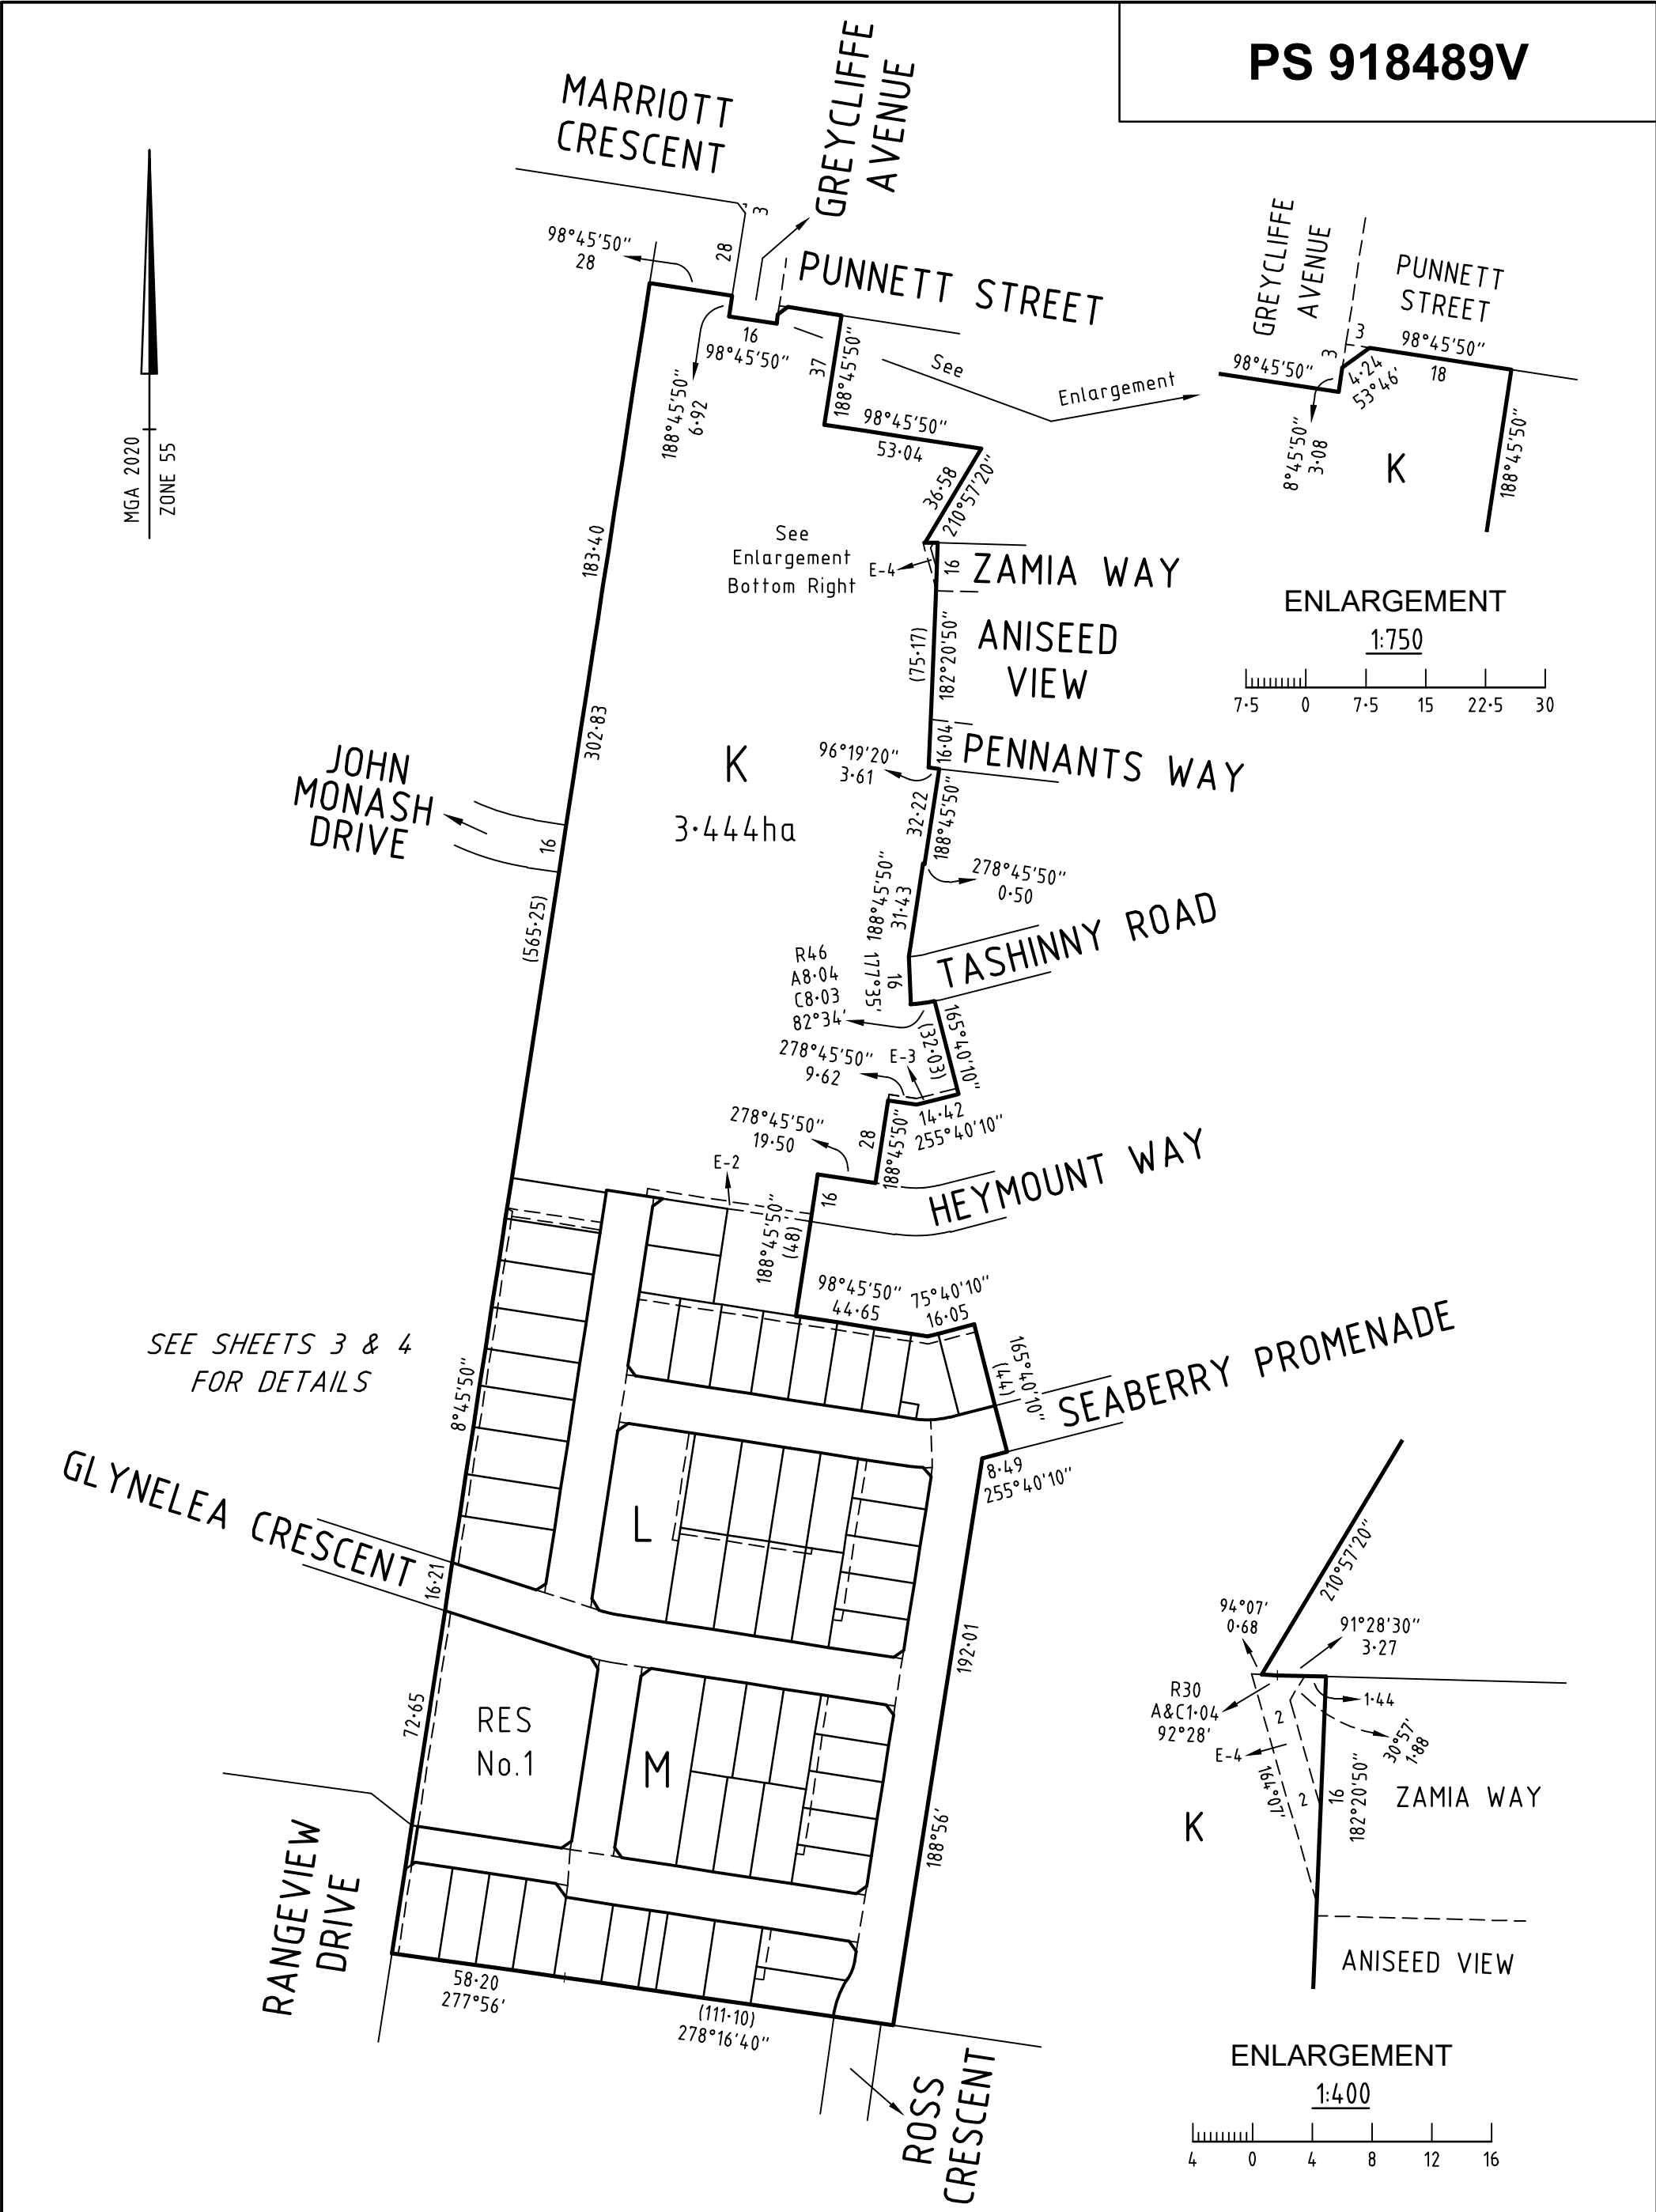 PS 918489V
MARRIOTT
CRESCENT
GREYCLIFFE
AVENUE
3
28
98°45'50"
28
PUNNETT STREET
16
98°45'50"
188°45'50"
6·92
37
188°45'50"
See
Enlargement
98°45'50"
53·04
36·58
210°57'20"
MGA 2020
ZONE 55
GREYCLIFFE
AVENUE
PUNNETT
STREET
3
3
98°45'50"
98°45'50"
18
4·24
53°46'
8°45'50"
3·08
K
188°45'50"
ENLARGEMENT
1:750
7·5 0 7·5 15 22·5 30
183·40
See
Enlargement
Bottom Right
E-4
16
ZAMIA WAY
(75·17)
182°20'50"
ANISEED
VIEW
302·83
K
3·444ha
96°19'20"
3·61
16·04
PENNANTS WAY
JOHN
MONASH
DRIVE
16
32·22
188°45'50"
278°45'50"
0·50
188°45'50"
31·43
(565·25)
TASHINNY ROAD
177°35'
16
R46
A8·04
C8·03
82°34'
165°40'10"
(32·03)
278°45'50"
9·62
E-3
14·42
255°40'10"
278°45'50"
19·50
28
188°45'50"
E-2
16
HEYMOUNT WAY
188°45'50"
(48)
98°45'50"
44·65
75°40'10"
16·05
165°40'10"
(44)
SEABERRY PROMENADE
SEE SHEETS 3 & 4
FOR DETAILS
8°45'50"
8·49
255°40'10"
GLYNELEA CRESCENT
16·21
L
192·01
188°56'
72·65
RES
No.1
M
RANGEVIEW
DRIVE
58·20
277°56'
(111·10)
278°16'40"
ROSS
CRESCENT
210°57'20"
94°07'
0·68
91°28'30"
3·27
R30
A&C1·04
92°28'
1·44
2
30°57'
1·88
E-4
164°07'
2
16
182°20'50"
ZAMIA WAY
K
ANISEED VIEW
ENLARGEMENT
1:400
4 0 4 8 12 16